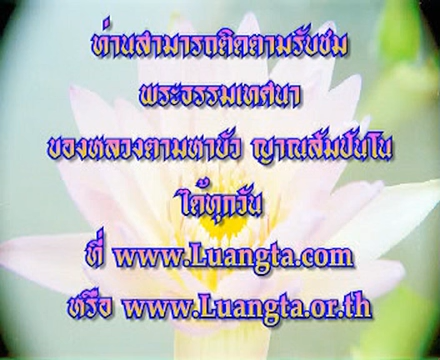 ท่านสามารถติดตามรับชม
พระธรรมเทศนา
ของหลวงตามหาบัว ญาณสัมปันโน
ได้ทุกวัน
ที่ www.Luangta.com
หรือ www.Luangta.or.th